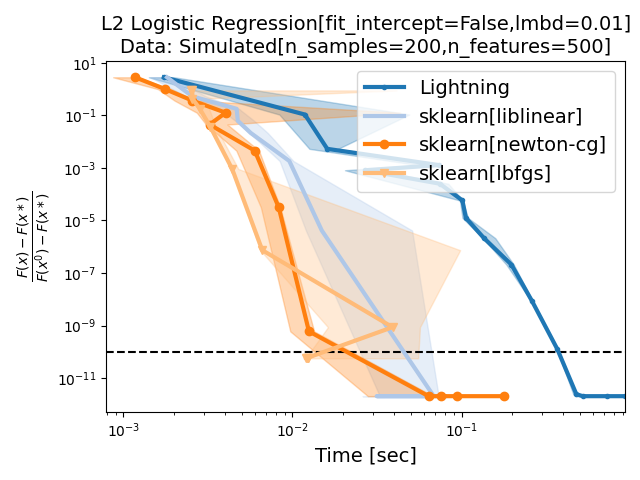 L2 Logistic Regression[fit_intercept=False,lmbd=0.01]
Data: Simulated[n_samples=200,n_features=500]
10¹
10⁻¹
10⁻³
10⁻⁵
10⁻⁷
10⁻⁹
10⁻¹¹
F(x) − F(x*)
F(x⁰) − F(x*)
Lightning
sklearn[liblinear]
sklearn[newton-cg]
sklearn[lbfgs]
10⁻³ 10⁻² 10⁻¹
Time [sec]